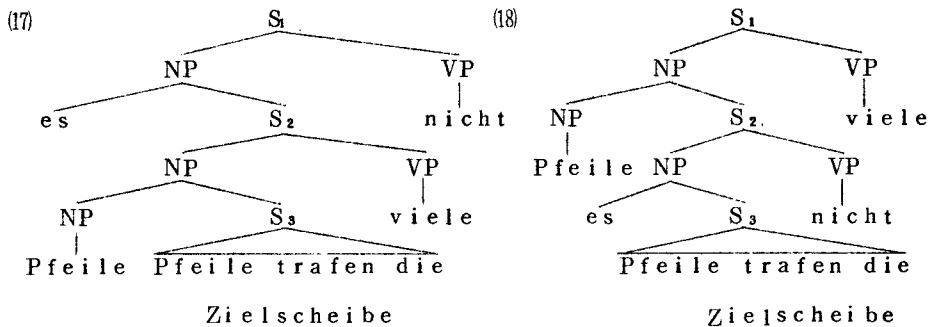 (17) S₁ (18) S₁
NP VP NP VP
es S₂ nicht NP S₂ viele
NP VP Pfeile NP VP
NP S₃ viele es S₃ nicht
Pfeile Pfeile trafen die Pfeile trafen die
Zielscheibe Zielscheibe